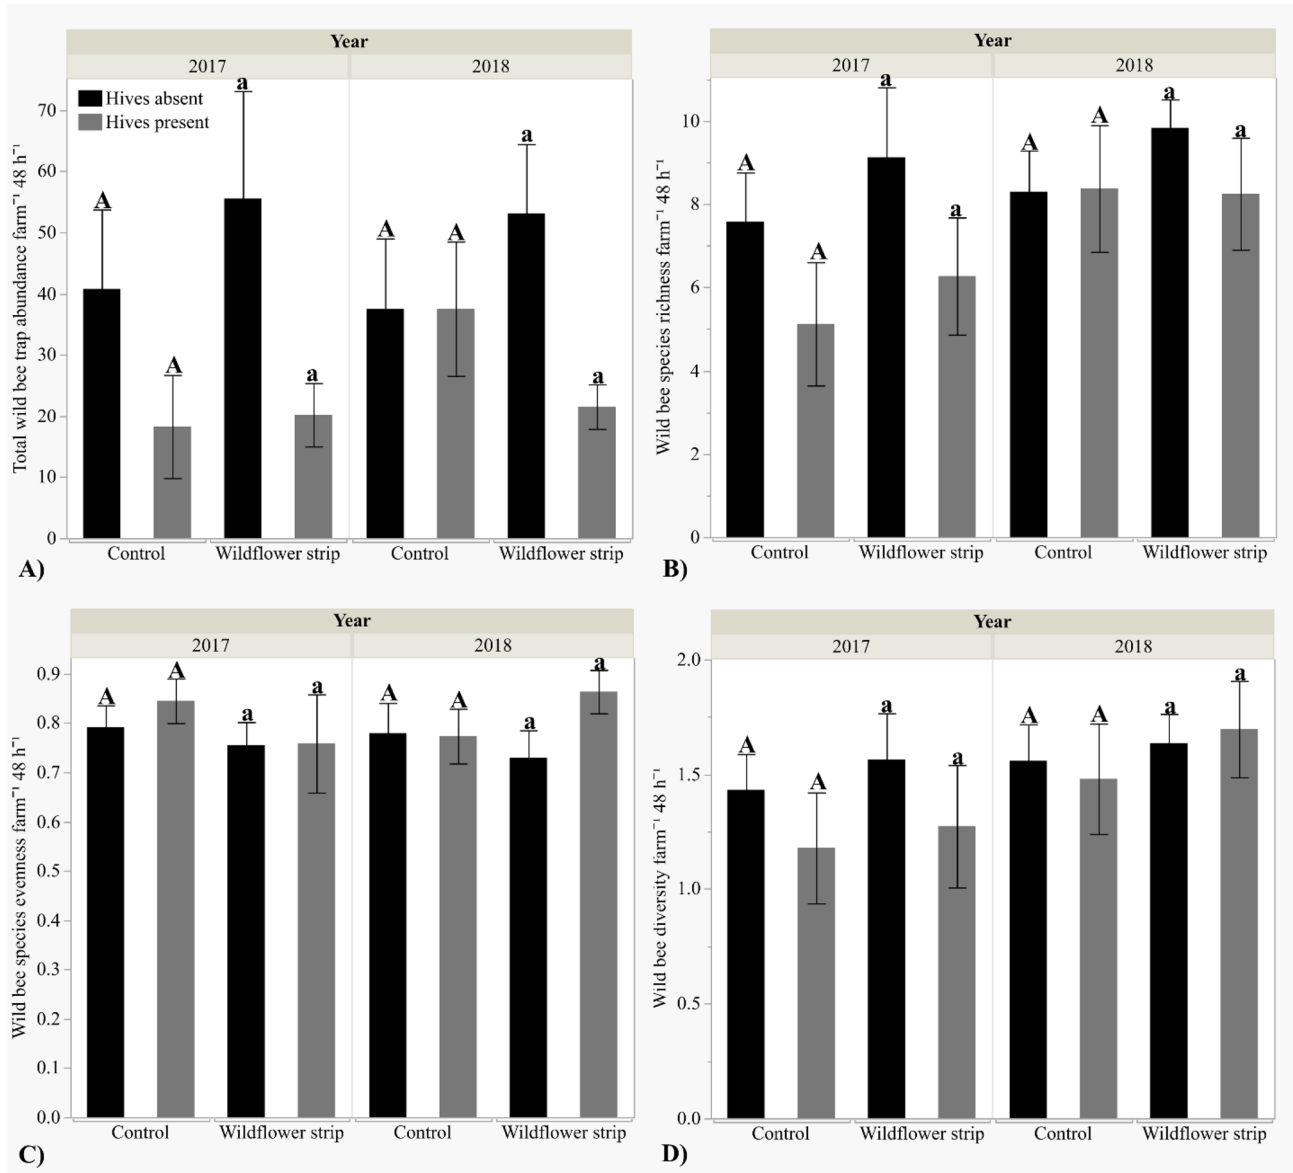 Year
2017 2018
Hives absent
Hives present
Total wild bee trap abundance farm⁻¹ 48 h⁻¹
70
60
50
40
30
20
10
0
A A a a A A a a
Control Wildflower strip Control Wildflower strip
A)
Year
2017 2018
Wild bee species richness farm⁻¹ 48 h⁻¹
10
8
6
4
2
0
A A a a A A a a
Control Wildflower strip Control Wildflower strip
B)
Year
2017 2018
Wild bee species evenness farm⁻¹ 48 h⁻¹
0.9
0.8
0.7
0.6
0.5
0.4
0.3
0.2
0.1
0.0
A A a a A A a a
Control Wildflower strip Control Wildflower strip
C)
Year
2017 2018
Wild bee diversity farm⁻¹ 48 h⁻¹
2.0
1.5
1.0
0.5
0.0
A A a a A A a a
Control Wildflower strip Control Wildflower strip
D)